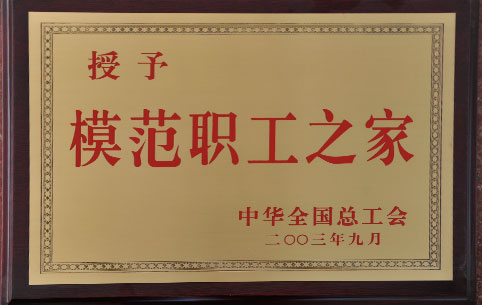 授予
模范职工之家
中华全国总工会
二〇〇三年九月